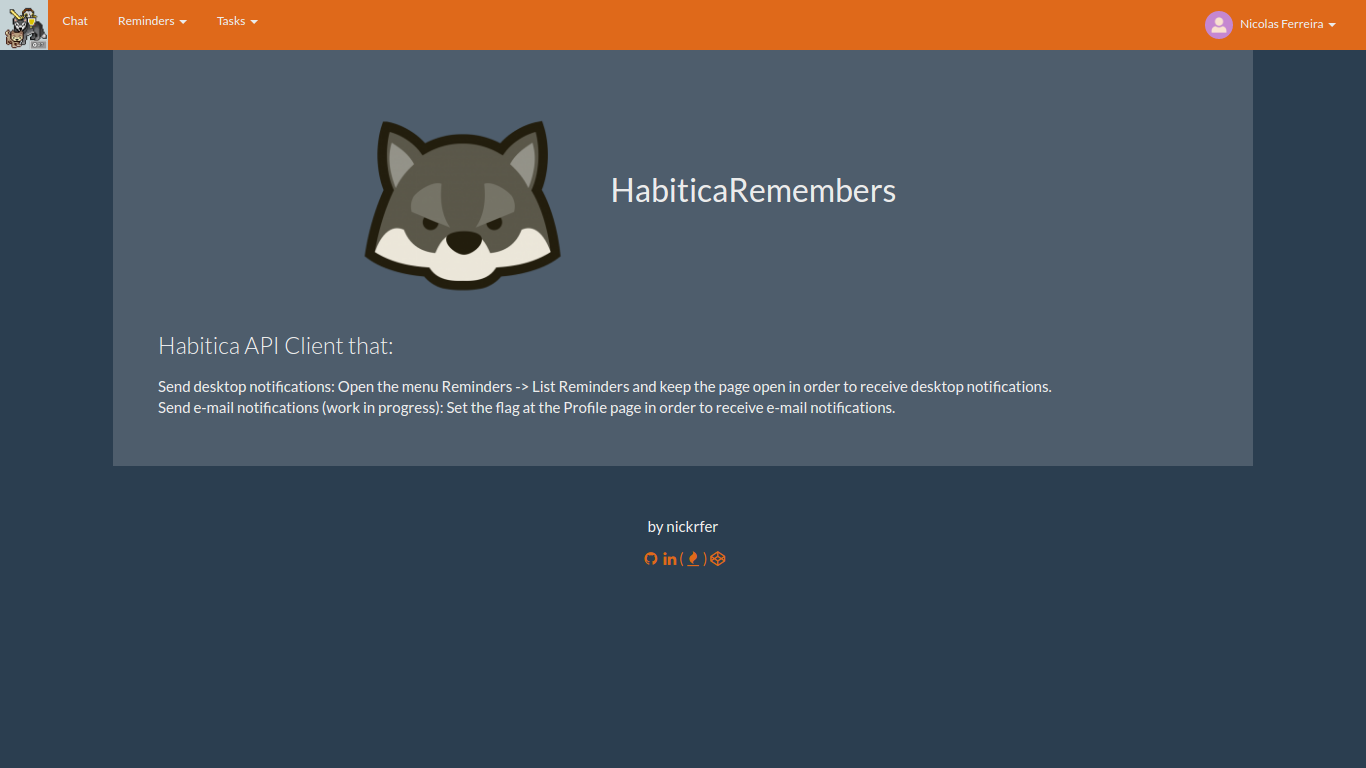 Chat
Reminders
Tasks
Nicolas Ferreira
HabiticaRemembers
Habitica API Client that:
Send desktop notifications: Open the menu Reminders -> List Reminders and keep the page open in order to receive desktop notifications.
Send e-mail notifications (work in progress): Set the flag at the Profile page in order to receive e-mail notifications.
by nickrfer